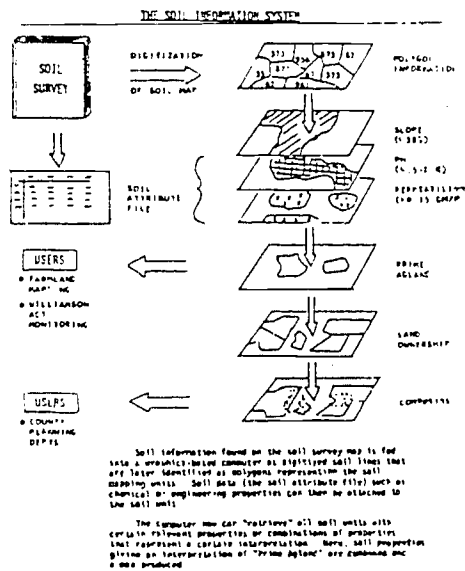 THE SOIL INFORMATION SYSTEM
SOIL
SURVEY
DIGITIZATION
OF SOIL MAP
POLYGON
INFORMATION
SLOPE
PH
SOIL
ATTRIBUTE
FILE
USERS
FARMLAND
MAPPING
WILLIAMSON
ACT
MONITORING
PRIME
AGLAND
LAND
OWNERSHIP
USERS
COUNTY
PLANNING
DEPTS
COMPOSITE
Soil information found on the soil survey map is fed
into a graphics-based computer as digitized soil lines that
are later identified as polygons representing the soil
mapping units. Soil data (the soil attribute file) such as
chemical or engineering properties can then be attached to
the soil unit
The computer now can "retrieve" all soil units with
certain relevant properties or combinations of properties
that represent a certain interpretation. Here, soil properties
giving an interpretation of "Prime Agland" are combined and
a map produced